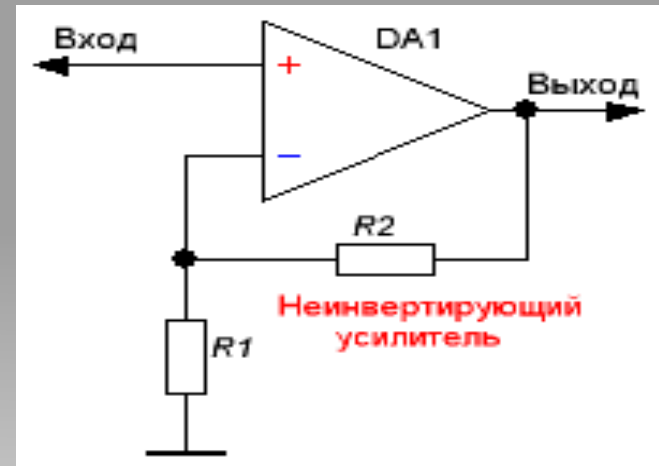 Вход
DA1
+
Выход
−
R2
Неинвертирующий
усилитель
R1